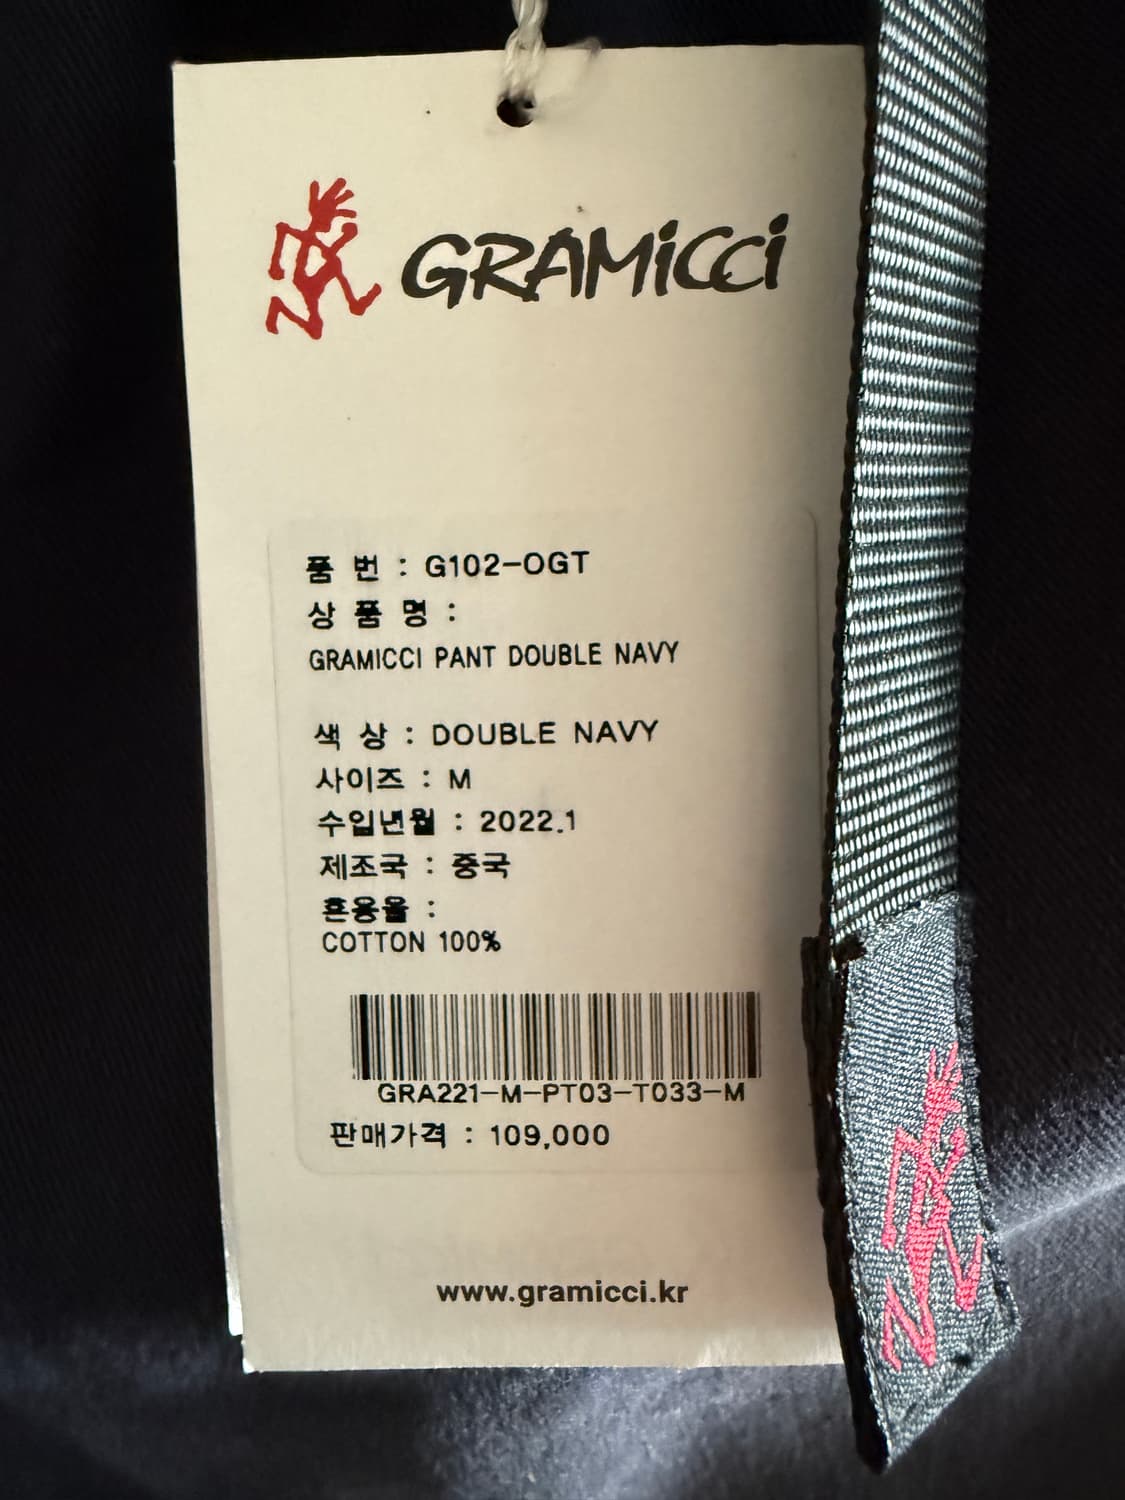 GRAMiCCi
품 번 : G102-OGT
상 품 명 :
GRAMICCI PANT DOUBLE NAVY
색 상 : DOUBLE NAVY
사이즈 : M
수입년월 : 2022.1
제조국 : 중국
혼용율 :
COTTON 100%
GRA221-M-PT03-T033-M
판매가격 : 109,000
www.gramicci.kr